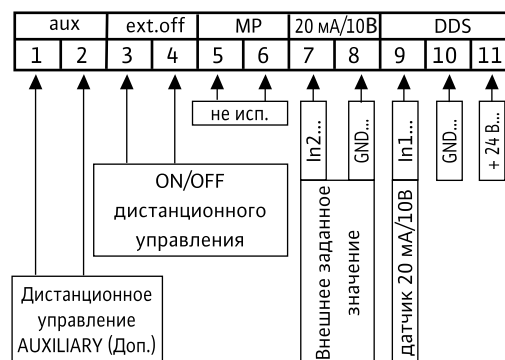 aux ext.off MP 20 мА/10В DDS
1 2 3 4 5 6 7 8 9 10 11
не исп.
In2...
GND...
In1...
GND...
+ 24 В...
ON/OFF
дистанционного
управления
Внешнее заданное
значение
датчик 20 мА/10В
Дистанционное
управление
AUXILIARY (Доп.)